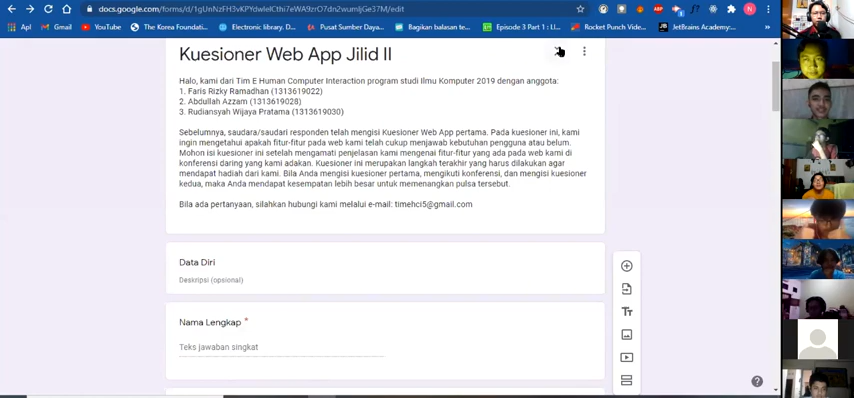 docs.google.com/forms/d/1gUnNzFH3vKPYdwIeICthi7eWA9zrO7dn2wumljGe37M/edit
Apl
Gmail
YouTube
The Korea Foundatio...
Electronic library. D...
Pusat Sumber Daya...
Bagikan balasan te...
Episode 3 Part 1 : I.I...
Rocket Punch Video...
JetBrains Academy:...
»
Kuesioner Web App Jilid II
Halo, kami dari Tim E Human Computer Interaction program studi Ilmu Komputer 2019 dengan anggota:
1. Faris Rizky Ramadhan (1313619022)
2. Abdullah Azzam (1313619028)
3. Rudiansyah Wijaya Pratama (1313619030)
Sebelumnya, saudara/saudari responden telah mengisi Kuesioner Web App pertama. Pada kuesioner ini, kami
ingin mengetahui apakah fitur-fitur pada web kami telah cukup menjawab kebutuhan pengguna atau belum.
Mohon isi kuesioner ini setelah mengamati penjelasan kami mengenai fitur-fitur yang ada pada web kami di
konferensi daring yang kami adakan. Kuesioner ini merupakan langkah terakhir yang harus dilakukan agar
mendapat hadiah dari kami. Bila Anda mengisi kuesioner pertama, mengikuti konferensi, dan mengisi kuesioner
kedua, maka Anda mendapat kesempatan lebih besar untuk memenangkan pulsa tersebut.
Bila ada pertanyaan, silahkan hubungi kami melalui e-mail: timehci5@gmail.com
Data Diri
Deskripsi (opsional)
Nama Lengkap *
Teks jawaban singkat
Tт